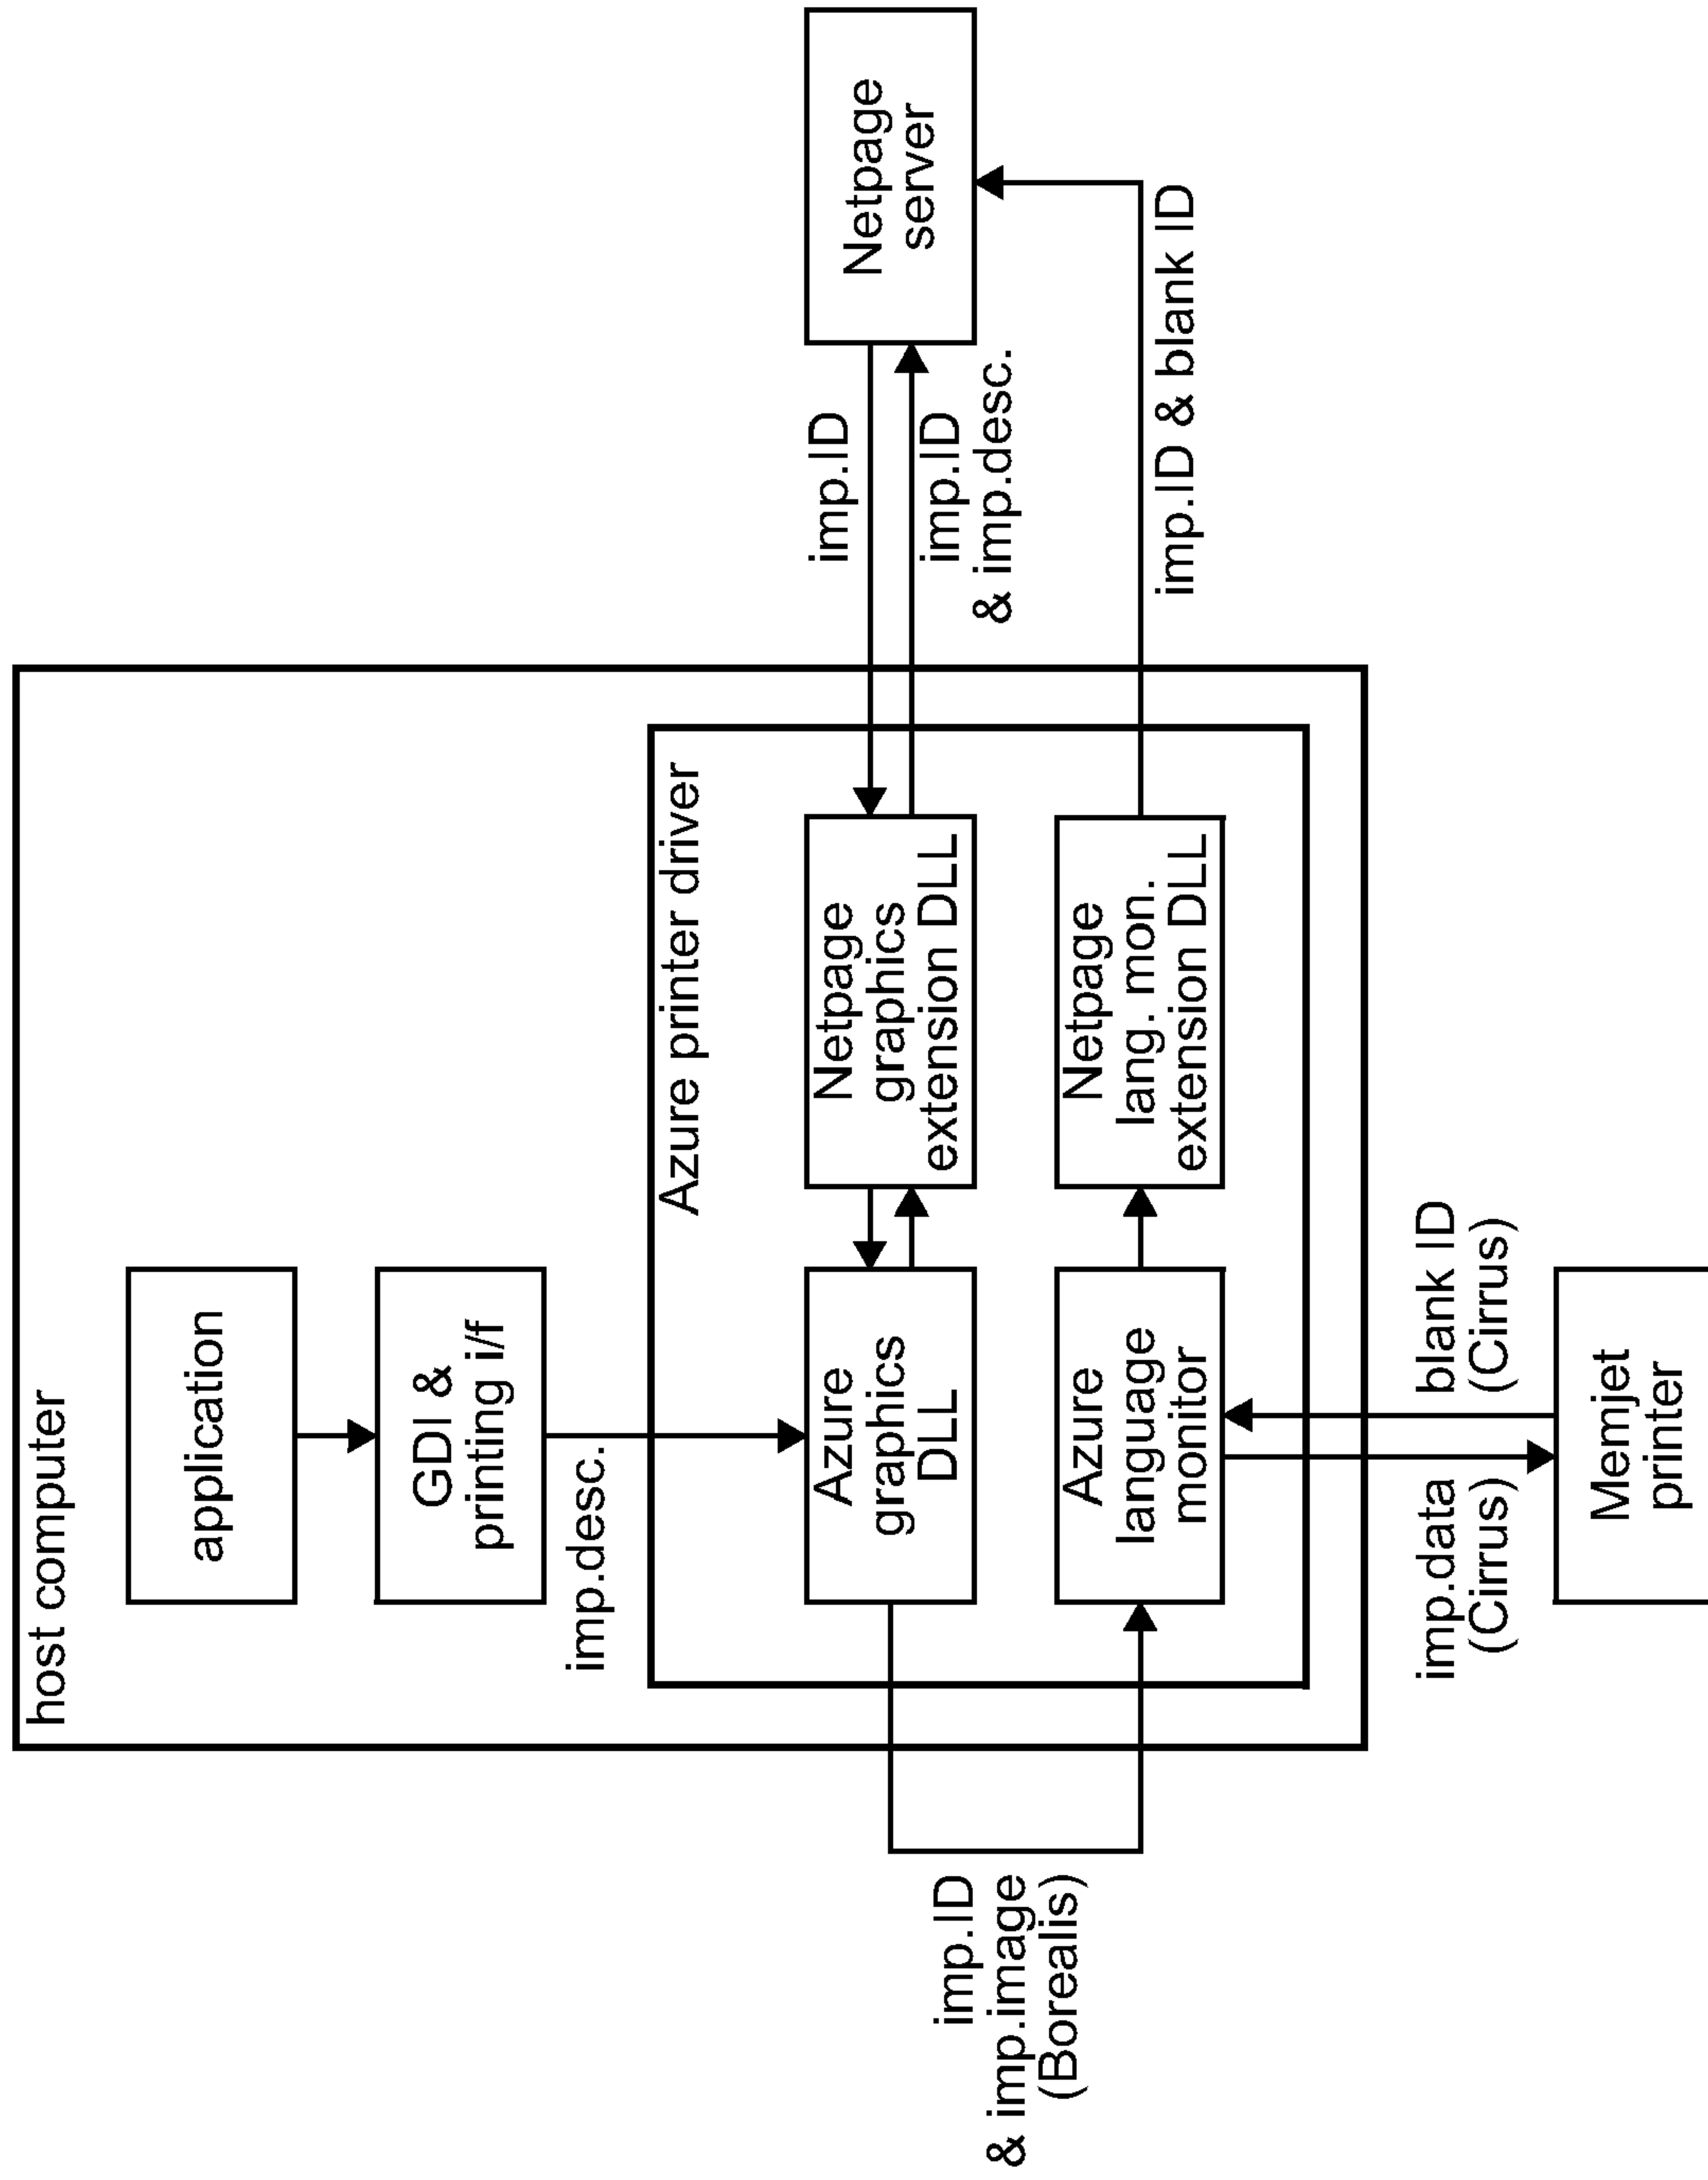 host computer
application
GDI &
printing i/f
imp.desc.
Azure printer driver
Azure
graphics
DLL
Netpage
graphics
extension DLL
imp.ID
imp.ID
& imp.desc.
Netpage
server
imp.ID
& imp.image
(Borealis)
Azure
language
monitor
Netpage
lang. mon.
extension DLL
imp.ID & blank ID
imp.data
(Cirrus)
blank ID
(Cirrus)
Memjet
printer